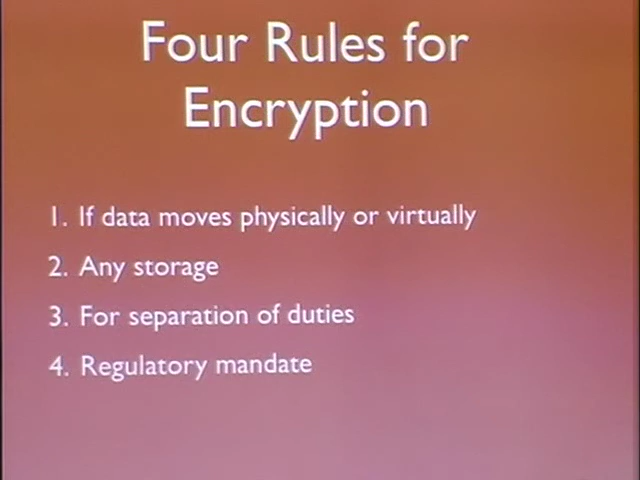 Four Rules for
Encryption
1. If data moves physically or virtually
2. Any storage
3. For separation of duties
4. Regulatory mandate